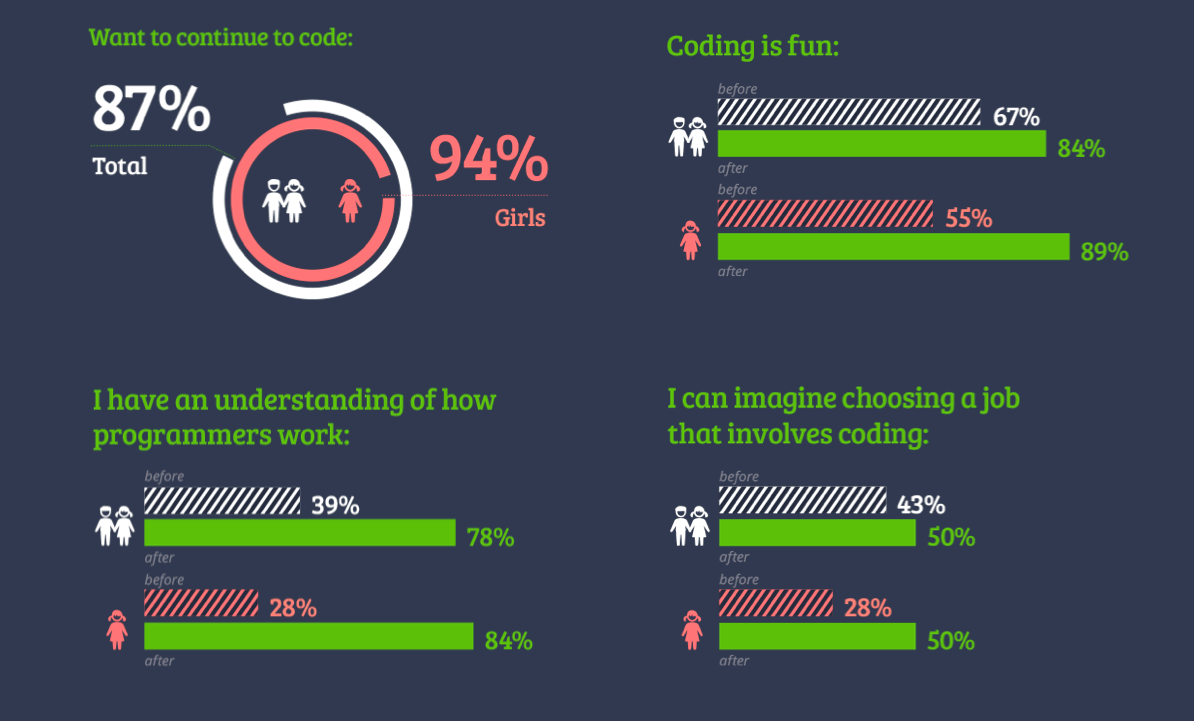 Want to continue to code:
87%
Total
94%
Girls
Coding is fun:
before
67%
84%
after
before
55%
89%
after
I have an understanding of how
programmers work:
before
39%
78%
after
before
28%
84%
after
I can imagine choosing a job
that involves coding:
before
43%
50%
after
before
28%
50%
after